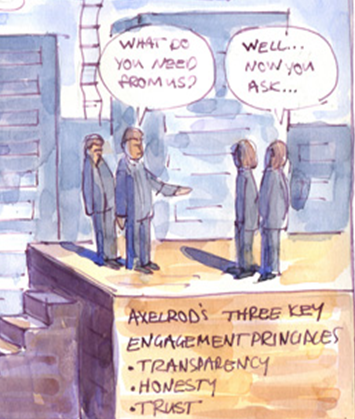 WHAT DO
YOU NEED
FROM US?
WELL...
NOW YOU
ASK...
AXELROD'S THREE KEY
ENGAGEMENT PRINCIPLES
•TRANSPARENCY
•HONESTY
•TRUST